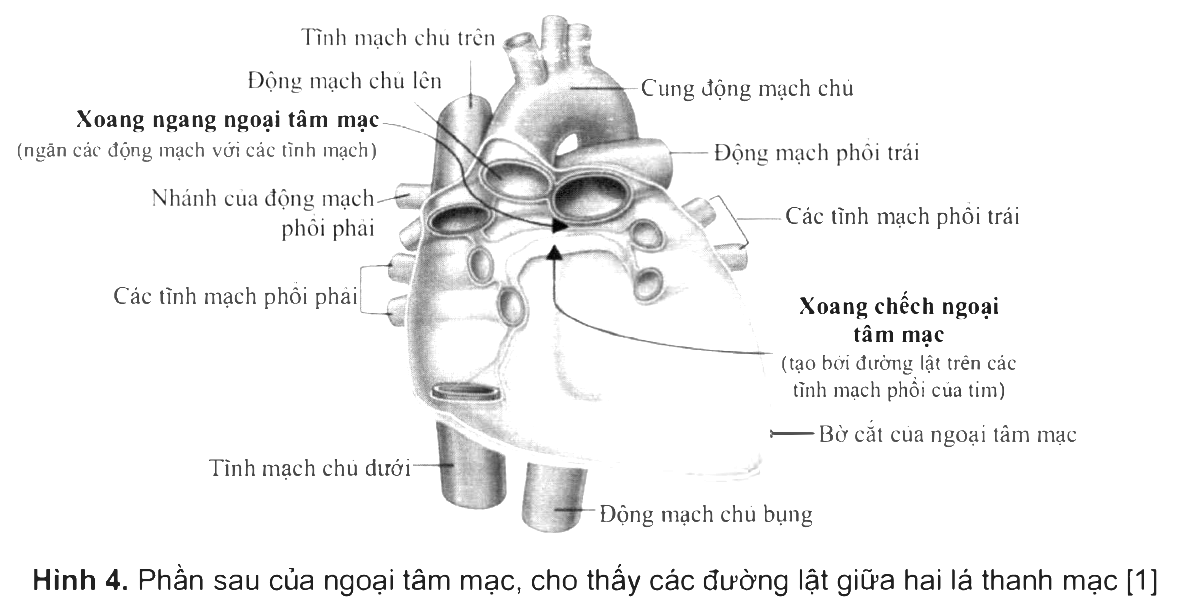 Tĩnh mạch chủ trên
Động mạch chủ lên
Xoang ngang ngoại tâm mạc
(ngăn các động mạch với các tĩnh mạch)
Nhánh của động mạch
phổi phải
Các tĩnh mạch phổi phải
Tĩnh mạch chủ dưới
Cung động mạch chủ
Động mạch phổi trái
Các tĩnh mạch phổi trái
Xoang chếch ngoại
tâm mạc
(tạo bởi đường lật trên các
tĩnh mạch phổi của tim)
Bờ cắt của ngoại tâm mạc
Động mạch chủ bụng
Hình 4. Phần sau của ngoại tâm mạc, cho thấy các đường lật giữa hai lá thanh mạc [1]